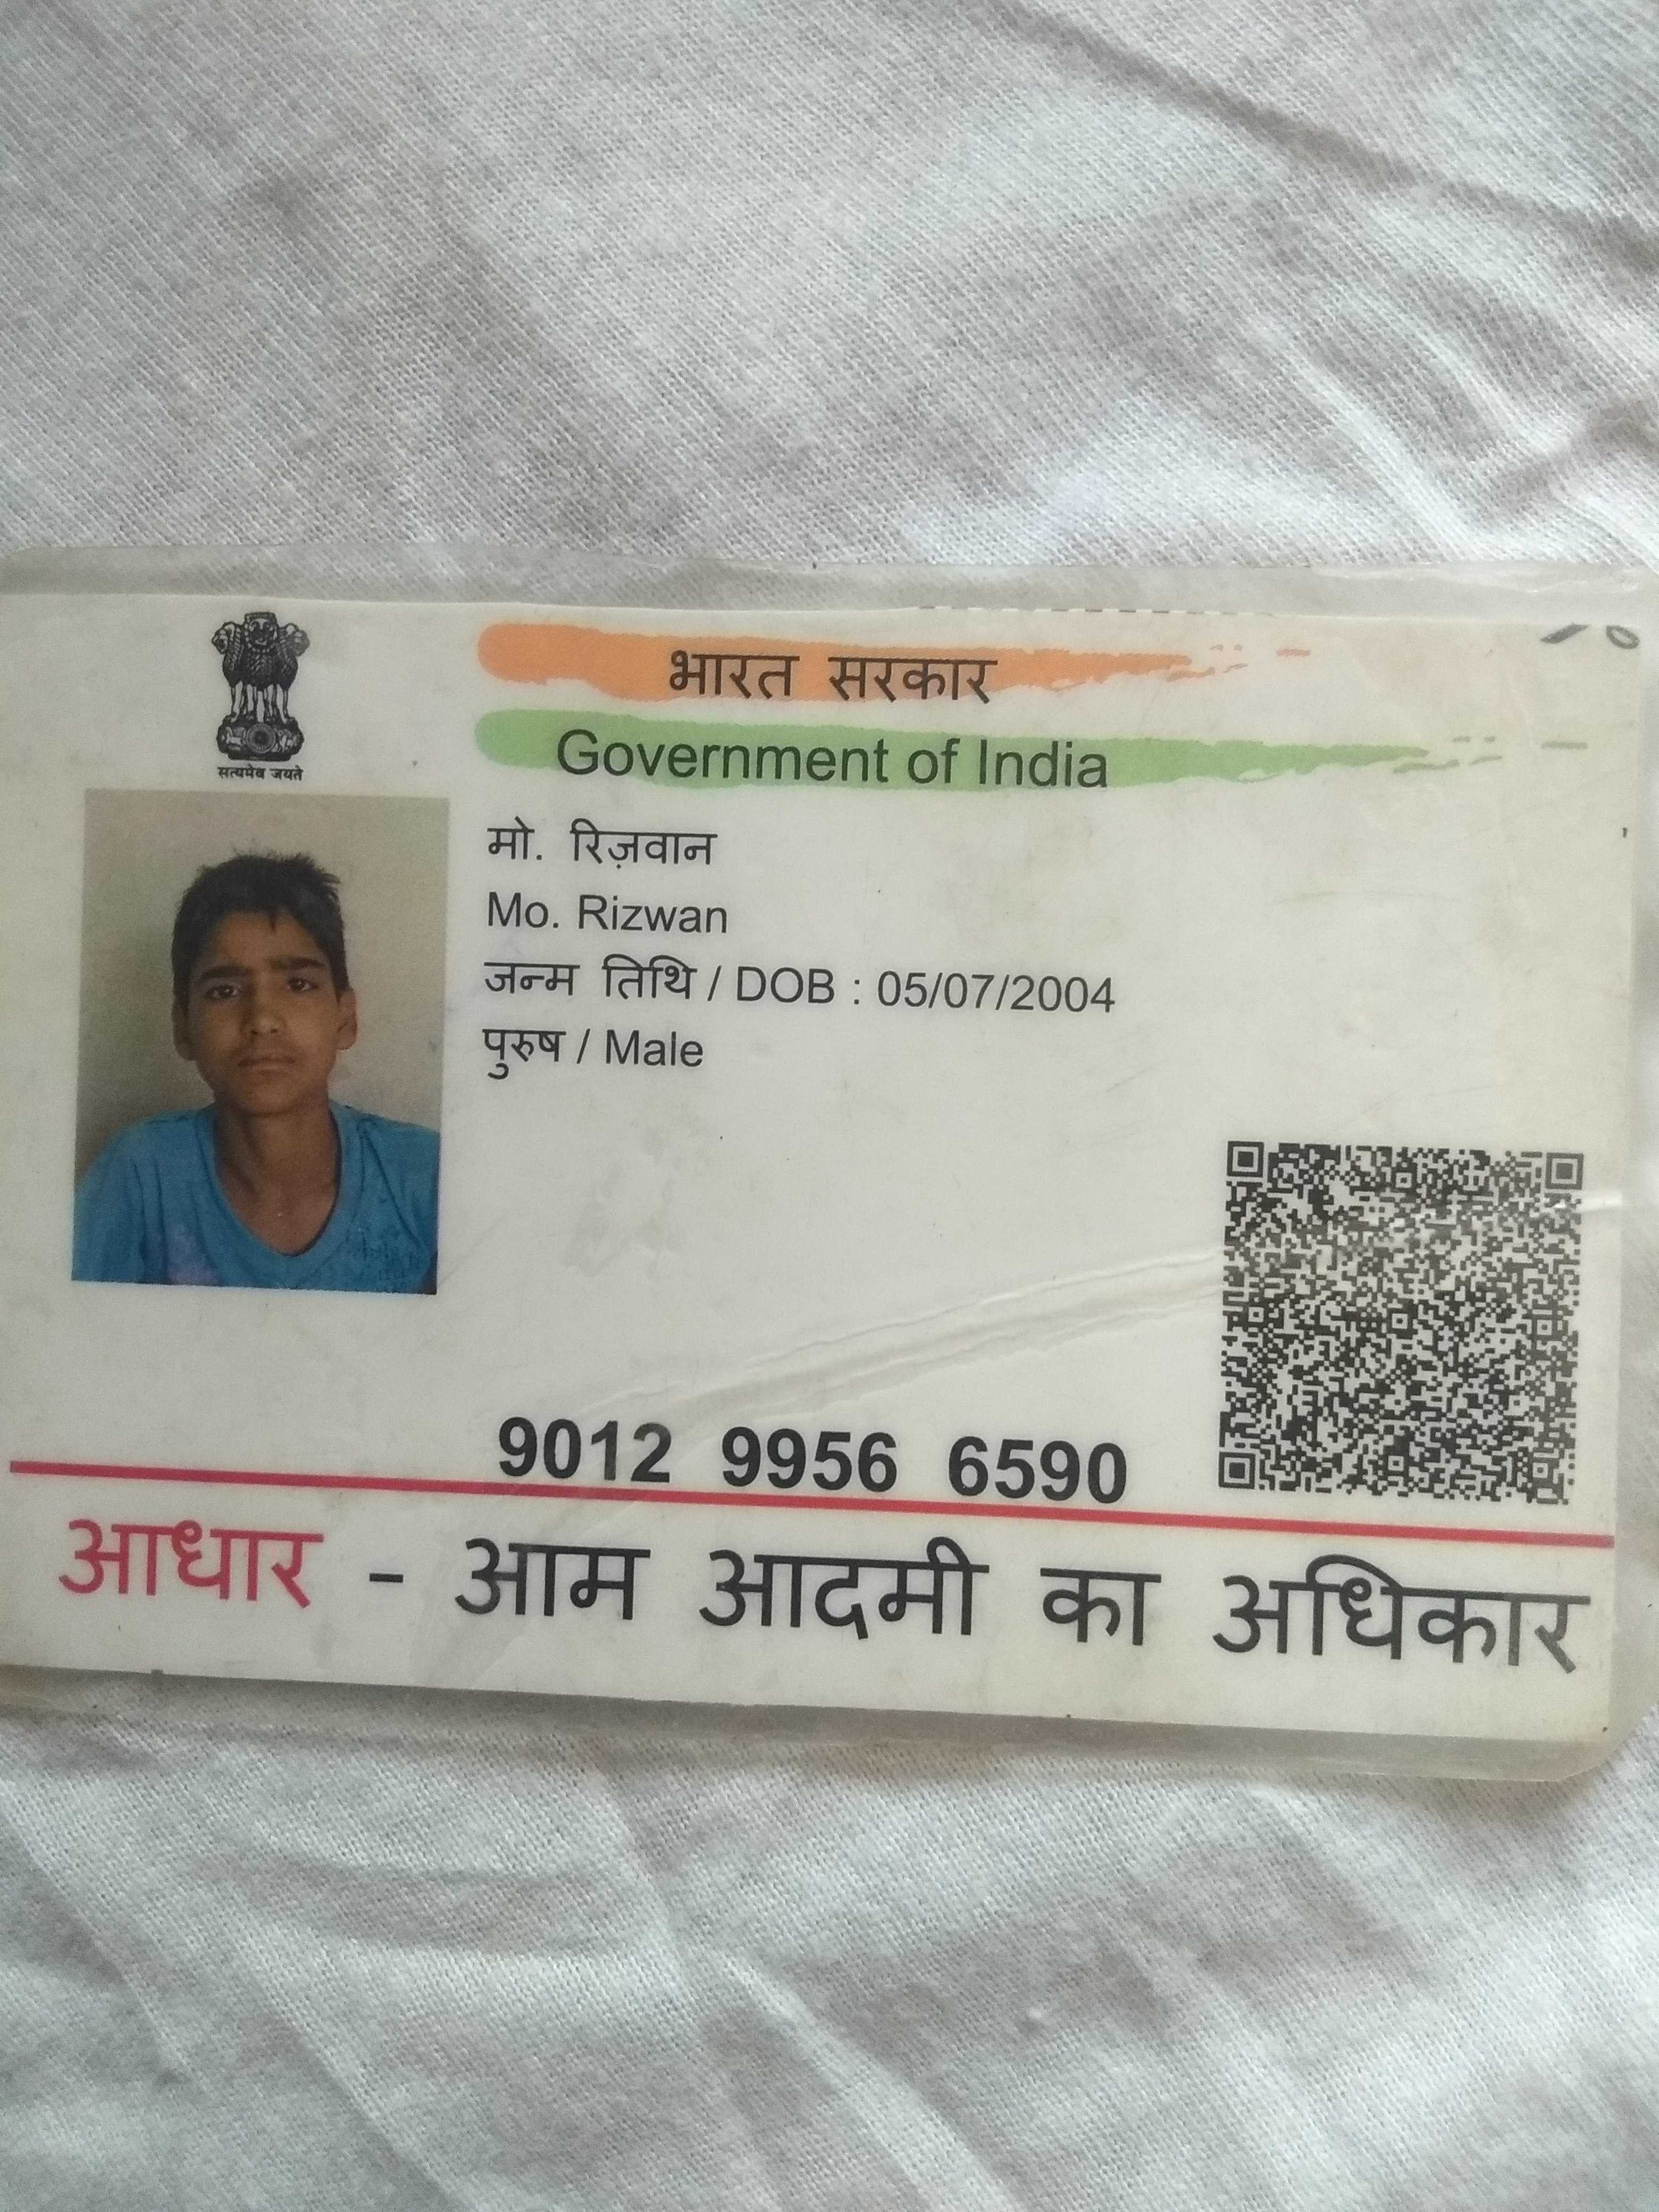 भारत सरकार
Government of India
सत्यमेव जयते
मो. रिज़वान
Mo. Rizwan
जन्म तिथि / DOB : 05/07/2004
पुरुष / Male
9012 9956 6590
आधार - आम आदमी का अधिकार